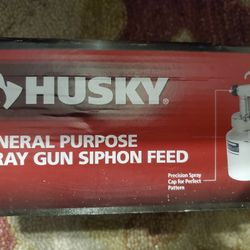 HUSKY
NERAL PURPOSE
RAY GUN SIPHON FEED
Precision Spray
Cap for Perfect
Pattern